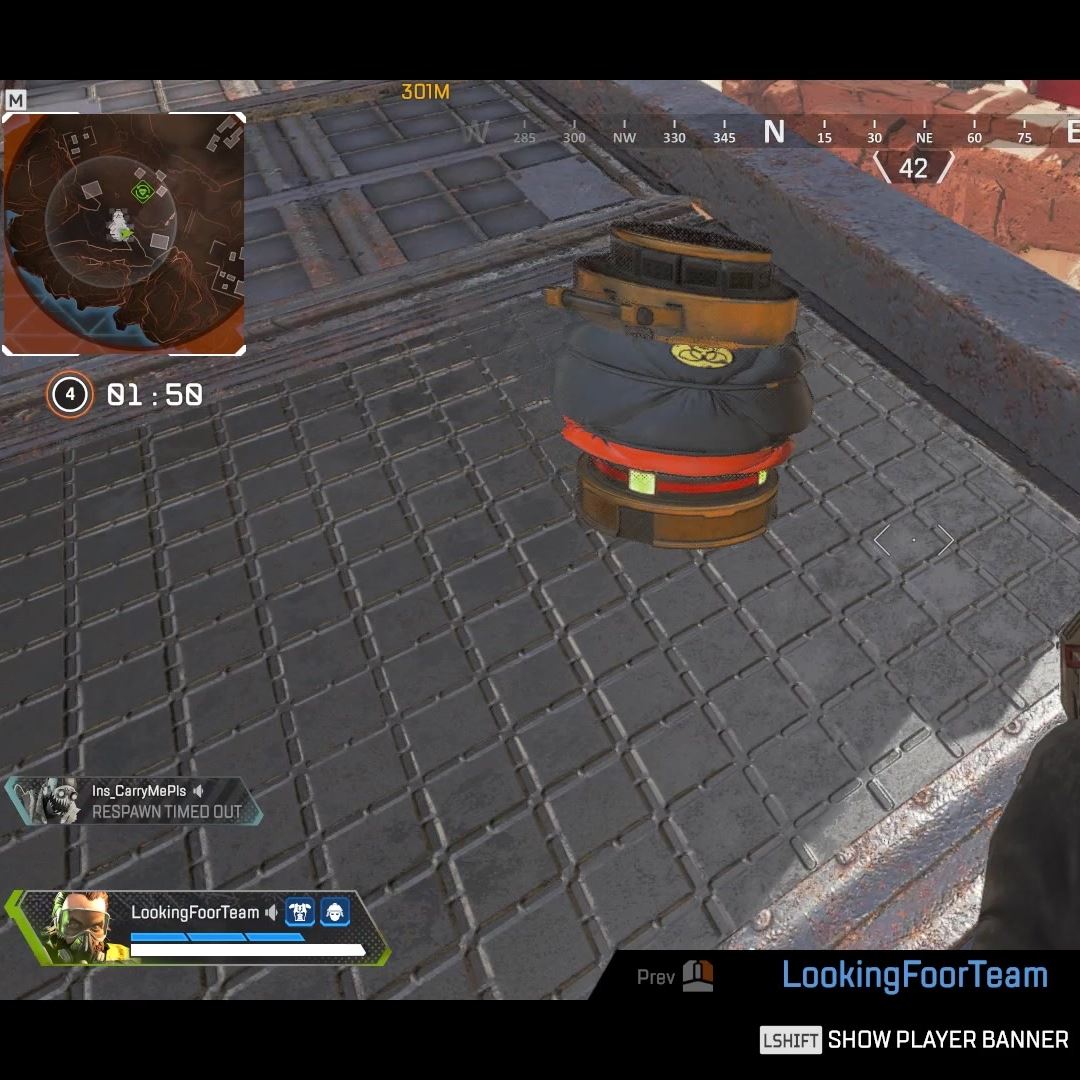 301M
M
W 285 300 NW 330 345 N 15 30 NE 60 75 E
42
4 01:50
Ins_CarryMePls
RESPAWN TIMED OUT
LookingFoorTeam
Prev
LookingFoorTeam
LSHIFT SHOW PLAYER BANNER